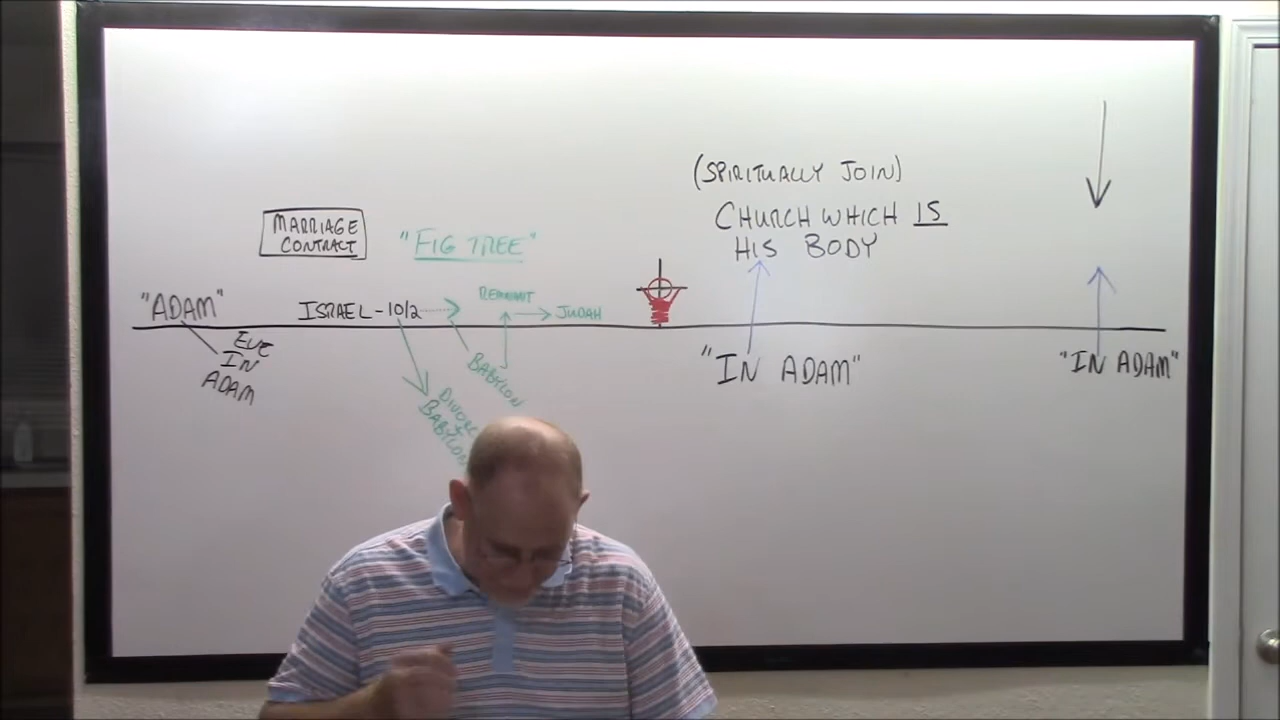 (SPIRITUALLY JOIN)
CHURCH WHICH IS
HIS BODY
MARRIAGE
CONTRACT
"FIG TREE"
"ADAM"
ISRAEL - 10/2
REMNANT
JUDAH
EVE
IN
ADAM
BABYLON
"IN ADAM"
"IN ADAM"